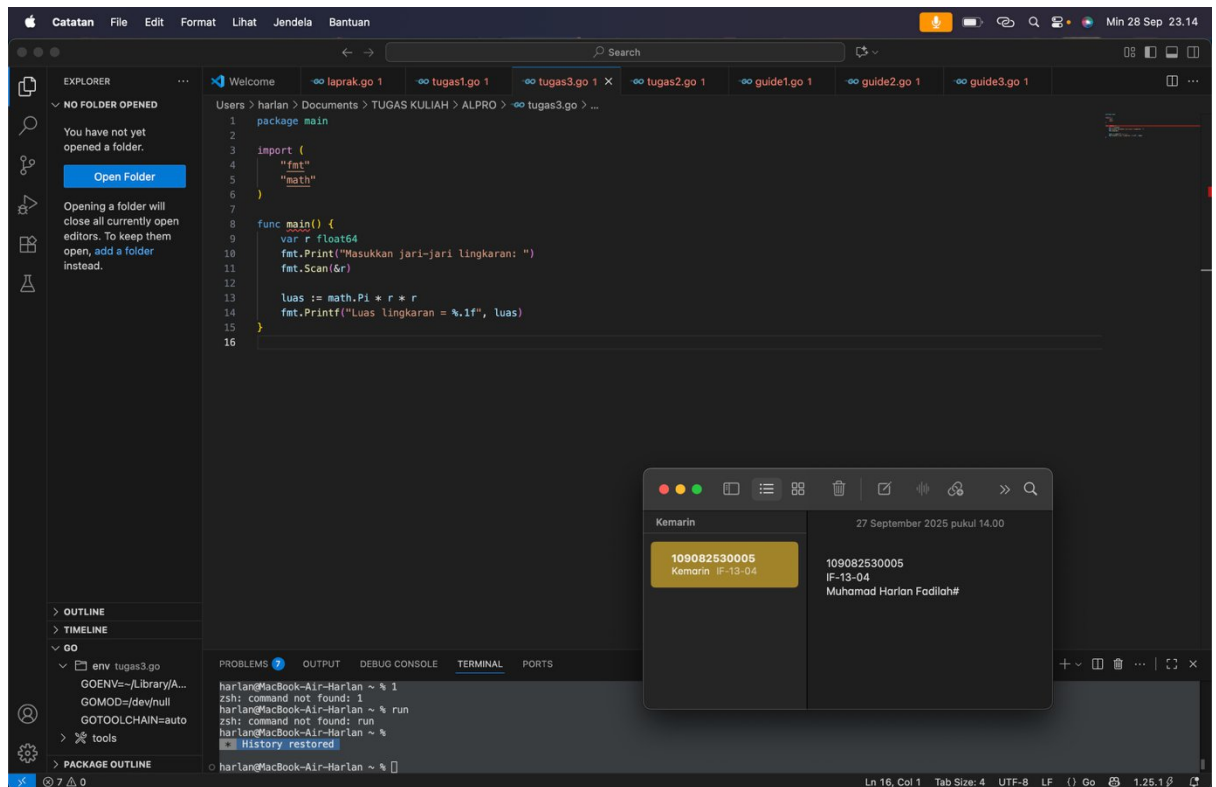 Catatan File Edit Format Lihat Jendela Bantuan Min 28 Sep 23.14
Search
EXPLORER
NO FOLDER OPENED
You have not yet
opened a folder.
Open Folder
Opening a folder will
close all currently open
editors. To keep them
open, add a folder
instead.
OUTLINE
TIMELINE
GO
env tugas3.go
GOENV=~/Library/A...
GOMOD=/dev/null
GOTOOLCHAIN=auto
tools
PACKAGE OUTLINE
Welcome laprak.go 1 tugas1.go 1 tugas3.go 1 tugas2.go 1 guide1.go 1 guide2.go 1 guide3.go 1
Users > harlan > Documents > TUGAS KULIAH > ALPRO > tugas3.go > ...
1 package main
2
3 import (
4 "fmt"
5 "math"
6 )
7
8 func main() {
9 var r float64
10 fmt.Print("Masukkan jari-jari lingkaran: ")
11 fmt.Scan(&r)
12
13 luas := math.Pi * r * r
14 fmt.Printf("Luas lingkaran = %.1f", luas)
15 }
16
Kemarin
109082530005
Kemarin IF-13-04
27 September 2025 pukul 14.00
109082530005
IF-13-04
Muhamad Harlan Fadilah#
PROBLEMS 7 OUTPUT DEBUG CONSOLE TERMINAL PORTS
harlan@MacBook-Air-Harlan ~ % 1
zsh: command not found: 1
harlan@MacBook-Air-Harlan ~ % run
zsh: command not found: run
harlan@MacBook-Air-Harlan ~ %
* History restored
harlan@MacBook-Air-Harlan ~ %
7 0 Ln 16, Col 1 Tab Size: 4 UTF-8 LF {} Go 1.25.1